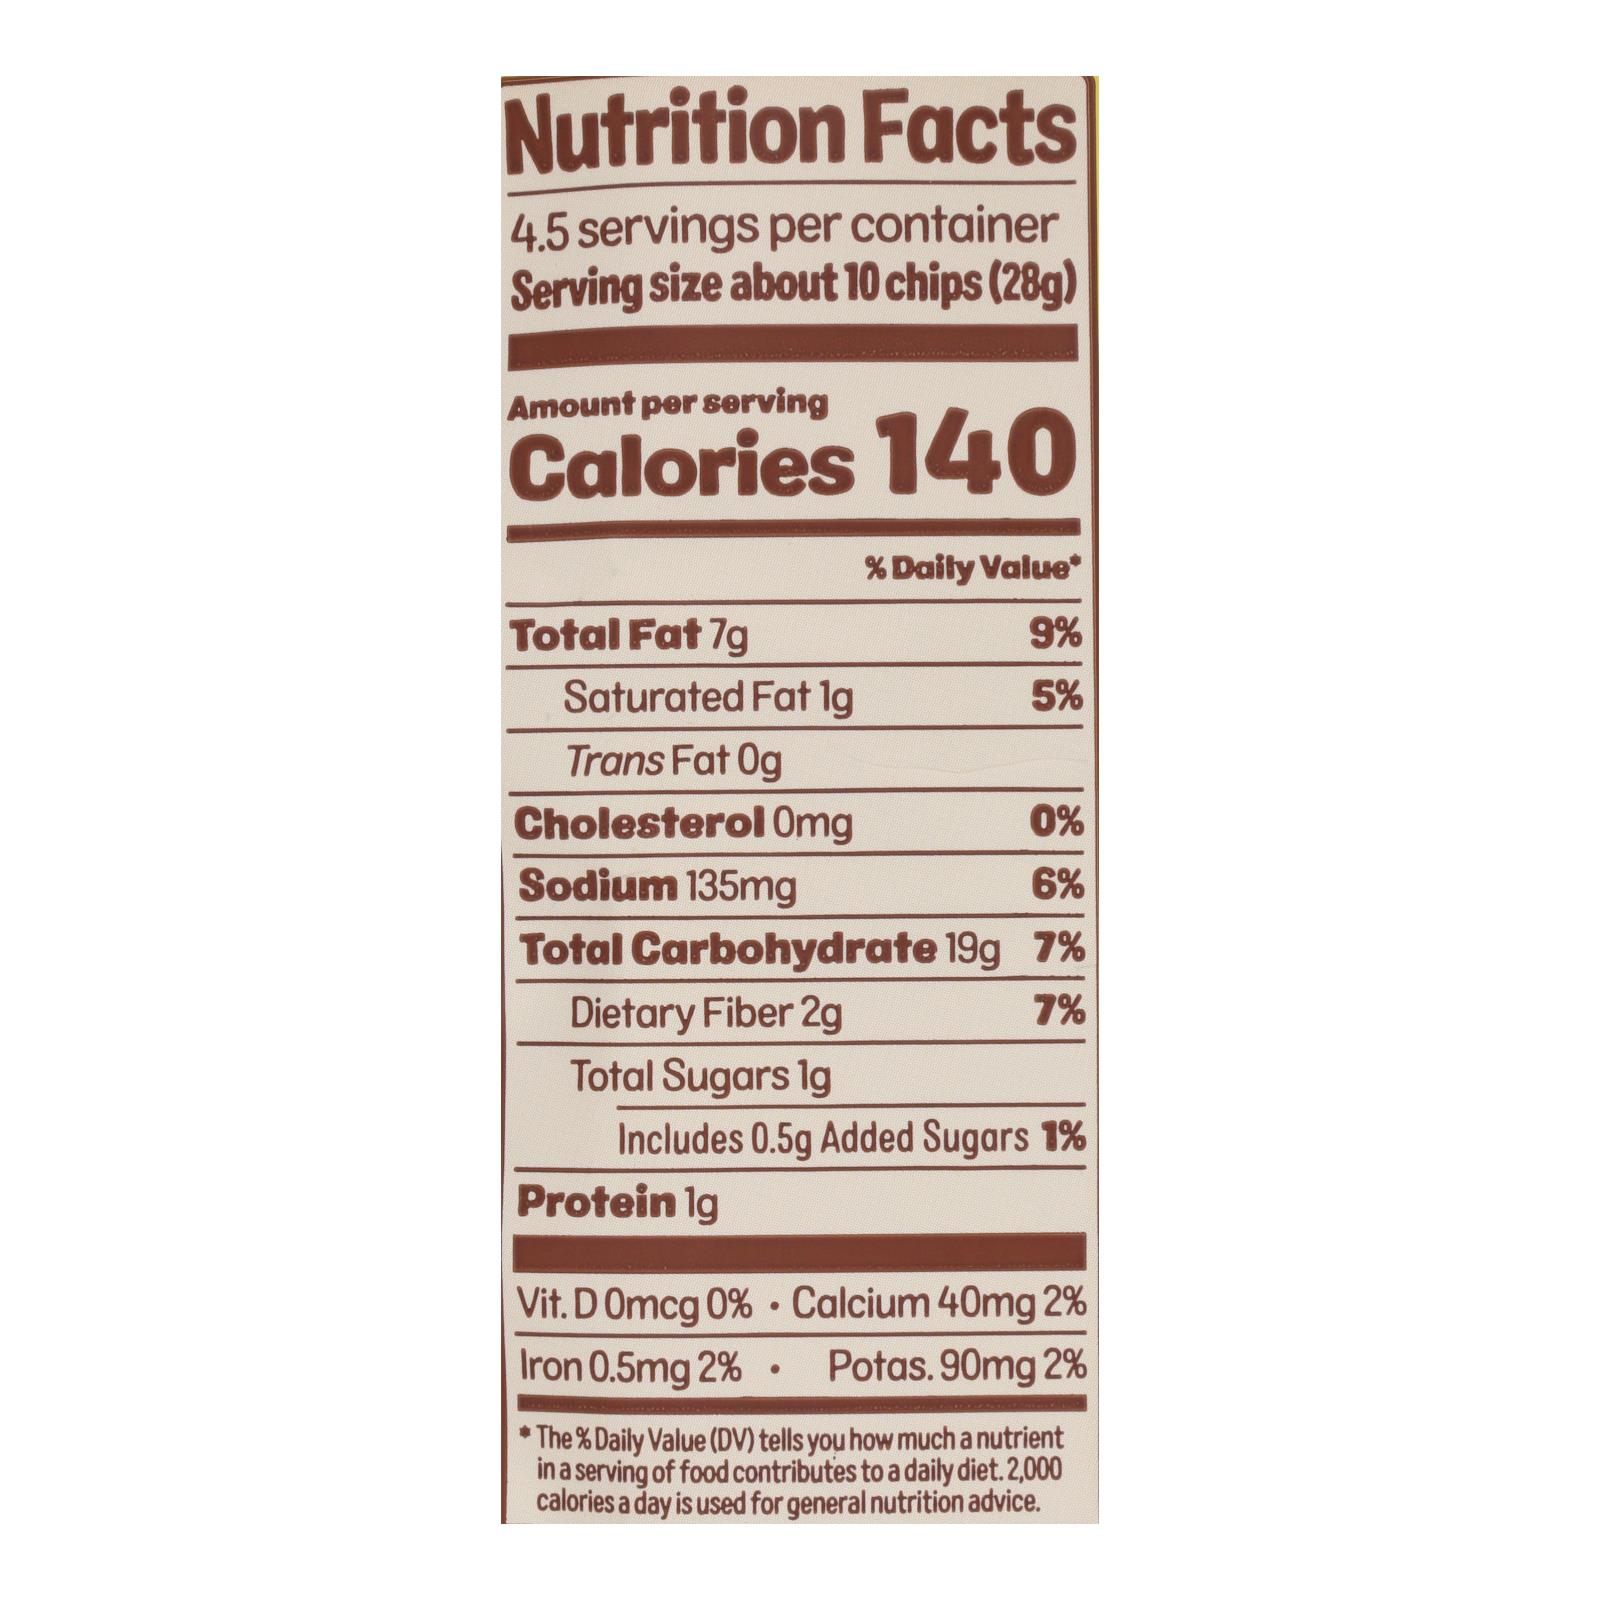 Nutrition Facts
4.5 servings per container
Serving size about 10 chips (28g)
Amount per serving
Calories 140
% Daily Value*
Total Fat 7g 9%
Saturated Fat 1g 5%
Trans Fat 0g
Cholesterol 0mg 0%
Sodium 135mg 6%
Total Carbohydrate 19g 7%
Dietary Fiber 2g 7%
Total Sugars 1g
Includes 0.5g Added Sugars 1%
Protein 1g
Vit. D 0mcg 0% • Calcium 40mg 2%
Iron 0.5mg 2% • Potas. 90mg 2%
* The % Daily Value (DV) tells you how much a nutrient
in a serving of food contributes to a daily diet. 2,000
calories a day is used for general nutrition advice.